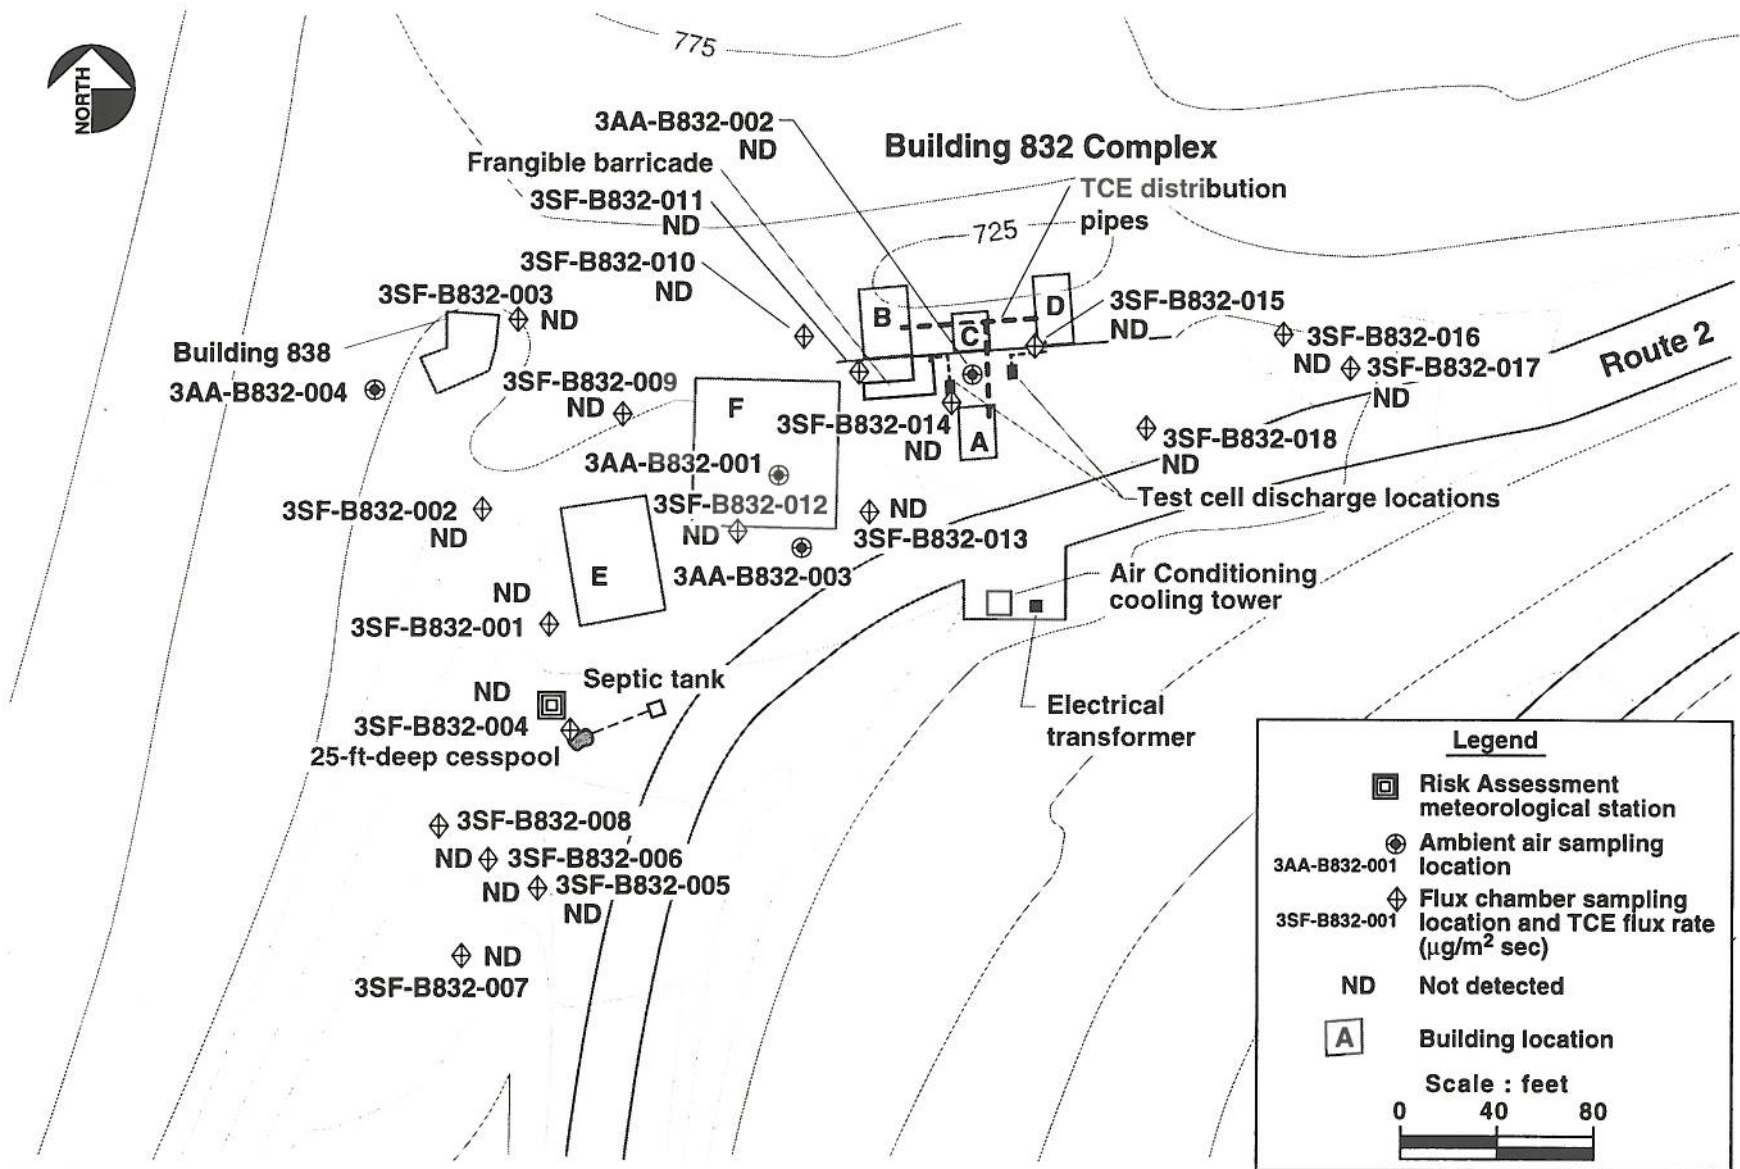 775
NORTH
3AA-B832-002
ND
Building 832 Complex
Frangible barricade
TCE distribution
pipes
3SF-B832-011
ND
725
3SF-B832-010
ND
3SF-B832-003
ND
B
C
D
3SF-B832-015
ND
3SF-B832-016
ND
3SF-B832-017
ND
Route 2
Building 838
3AA-B832-004
3SF-B832-009
ND
F
3SF-B832-014
ND
A
3SF-B832-018
ND
3AA-B832-001
Test cell discharge locations
3SF-B832-002
ND
3SF-B832-012
ND
ND
3SF-B832-013
E
3AA-B832-003
Air Conditioning
cooling tower
ND
3SF-B832-001
Septic tank
ND
3SF-B832-004
25-ft-deep cesspool
Electrical
transformer
3SF-B832-008
ND
3SF-B832-006
ND
3SF-B832-005
ND
ND
3SF-B832-007
Legend
Risk Assessment
meteorological station
Ambient air sampling
location
3AA-B832-001
Flux chamber sampling
location and TCE flux rate
(µg/m² sec)
3SF-B832-001
ND Not detected
A Building location
Scale : feet
0 40 80